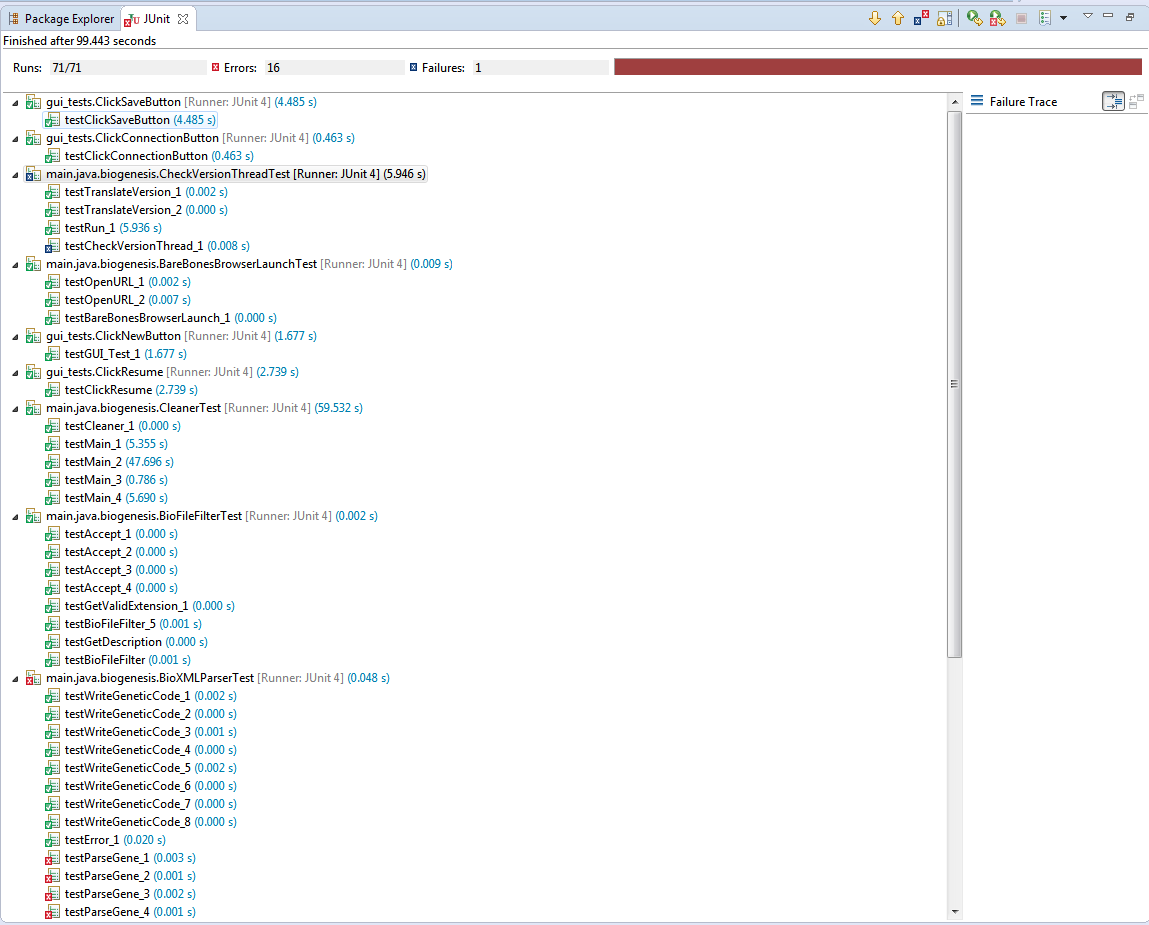 Package Explorer JUnit
Finished after 99.443 seconds
Runs: 71/71 Errors: 16 Failures: 1
gui_tests.ClickSaveButton [Runner: JUnit 4] (4.485 s)
Failure Trace
testClickSaveButton (4.485 s)
gui_tests.ClickConnectionButton [Runner: JUnit 4] (0.463 s)
testClickConnectionButton (0.463 s)
main.java.biogenesis.CheckVersionThreadTest [Runner: JUnit 4] (5.946 s)
testTranslateVersion_1 (0.002 s)
testTranslateVersion_2 (0.000 s)
testRun_1 (5.936 s)
testCheckVersionThread_1 (0.008 s)
main.java.biogenesis.BareBonesBrowserLaunchTest [Runner: JUnit 4] (0.009 s)
testOpenURL_1 (0.002 s)
testOpenURL_2 (0.007 s)
testBareBonesBrowserLaunch_1 (0.000 s)
gui_tests.ClickNewButton [Runner: JUnit 4] (1.677 s)
testGUI_Test_1 (1.677 s)
gui_tests.ClickResume [Runner: JUnit 4] (2.739 s)
testClickResume (2.739 s)
main.java.biogenesis.CleanerTest [Runner: JUnit 4] (59.532 s)
testCleaner_1 (0.000 s)
testMain_1 (5.355 s)
testMain_2 (47.696 s)
testMain_3 (0.786 s)
testMain_4 (5.690 s)
main.java.biogenesis.BioFileFilterTest [Runner: JUnit 4] (0.002 s)
testAccept_1 (0.000 s)
testAccept_2 (0.000 s)
testAccept_3 (0.000 s)
testAccept_4 (0.000 s)
testGetValidExtension_1 (0.000 s)
testBioFileFilter_5 (0.001 s)
testGetDescription (0.000 s)
testBioFileFilter (0.001 s)
main.java.biogenesis.BioXMLParserTest [Runner: JUnit 4] (0.048 s)
testWriteGeneticCode_1 (0.002 s)
testWriteGeneticCode_2 (0.000 s)
testWriteGeneticCode_3 (0.001 s)
testWriteGeneticCode_4 (0.000 s)
testWriteGeneticCode_5 (0.002 s)
testWriteGeneticCode_6 (0.000 s)
testWriteGeneticCode_7 (0.000 s)
testWriteGeneticCode_8 (0.000 s)
testError_1 (0.020 s)
testParseGene_1 (0.003 s)
testParseGene_2 (0.001 s)
testParseGene_3 (0.002 s)
testParseGene_4 (0.001 s)